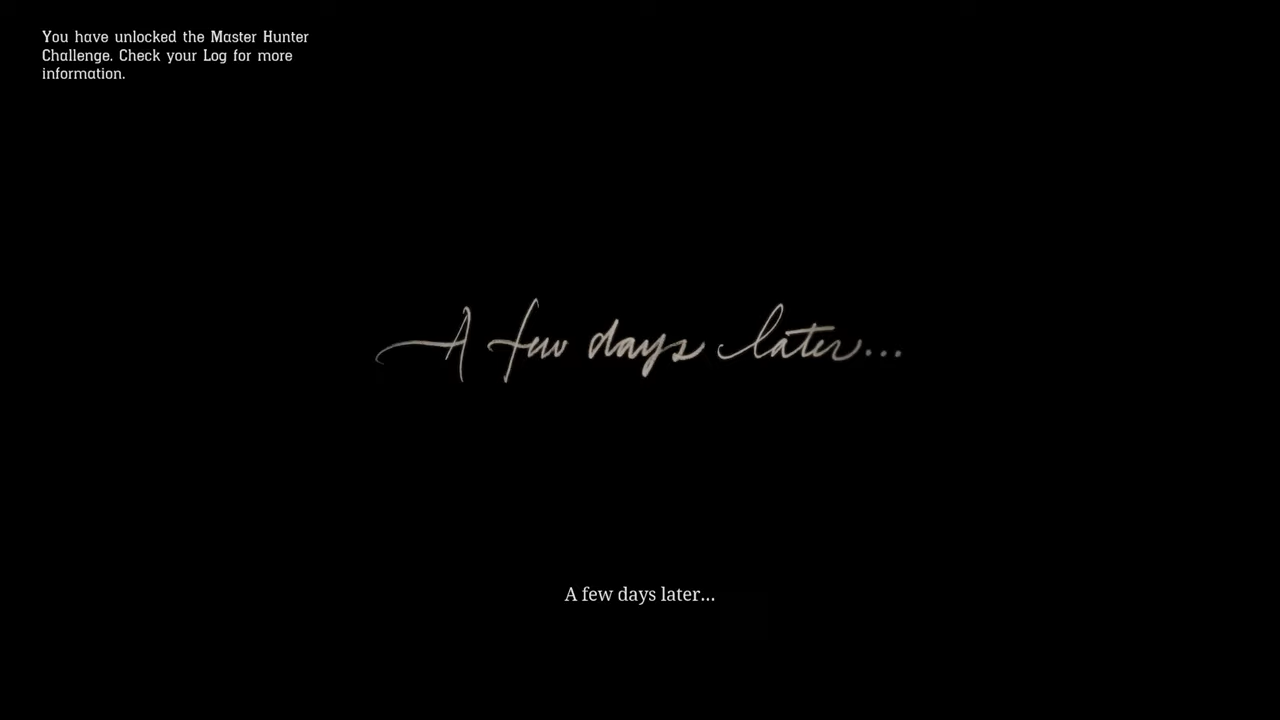 You have unlocked the Master Hunter
Challenge. Check your Log for more
information.
A few days later...
A few days later...